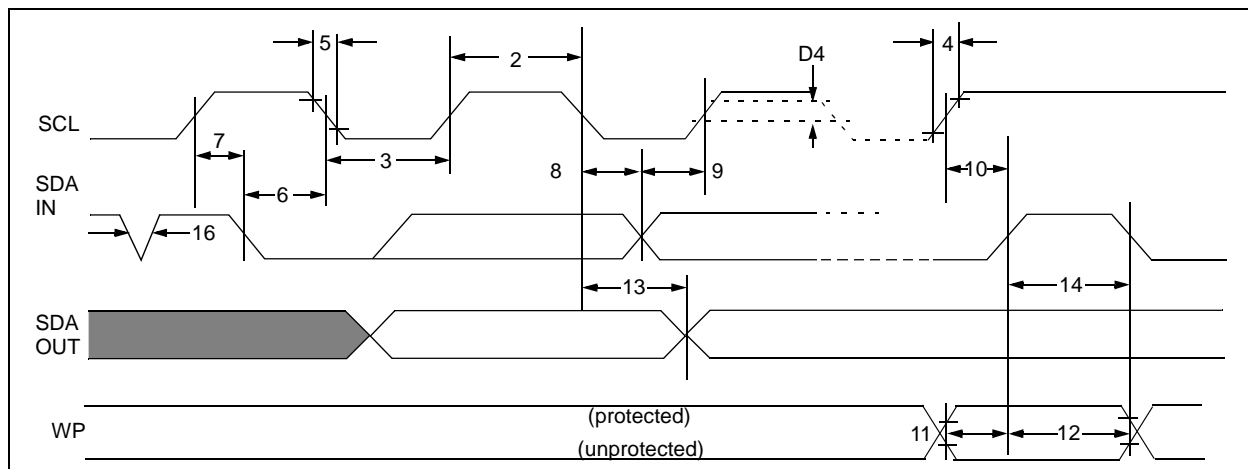 5
2
D4
4
SCL
7
3
8
9
10
SDA
IN
6
16
13
14
SDA
OUT
WP
(protected)
(unprotected)
11
12